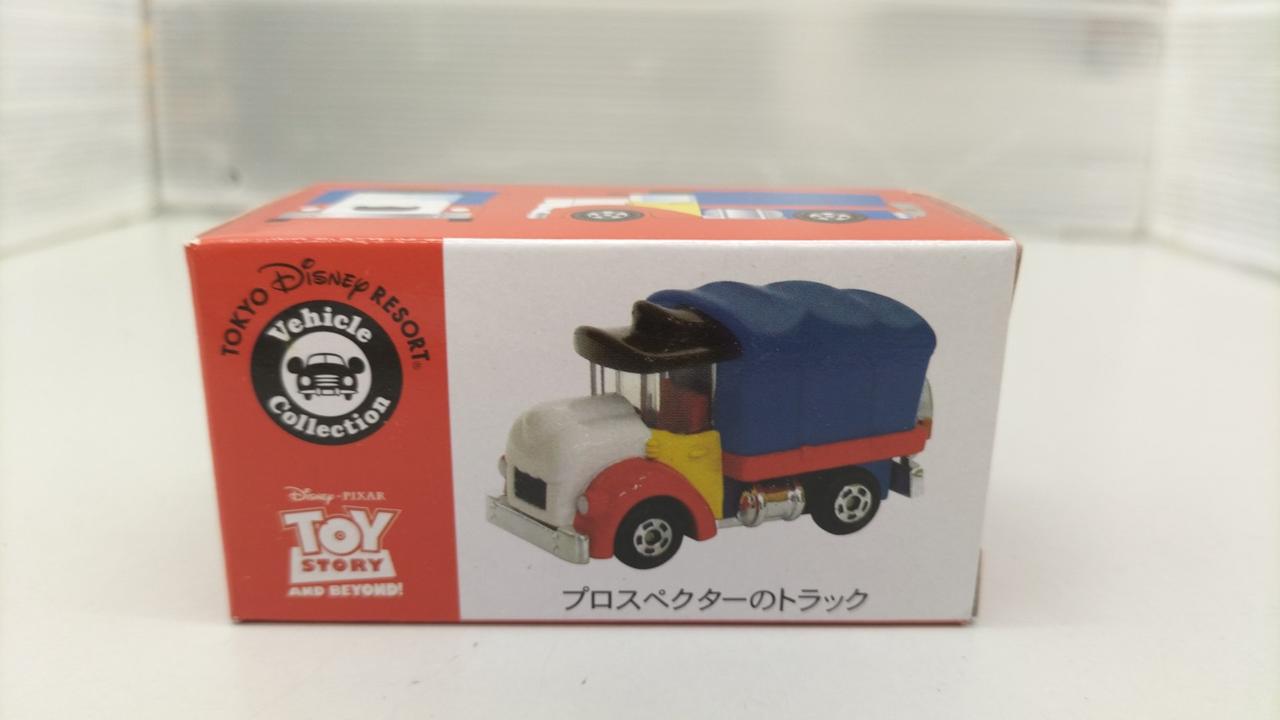 TOKYO Disney RESORT®
Vehicle
Collection
Disney · PIXAR
TOY
STORY
AND BEYOND!
プロスペクターのトラック